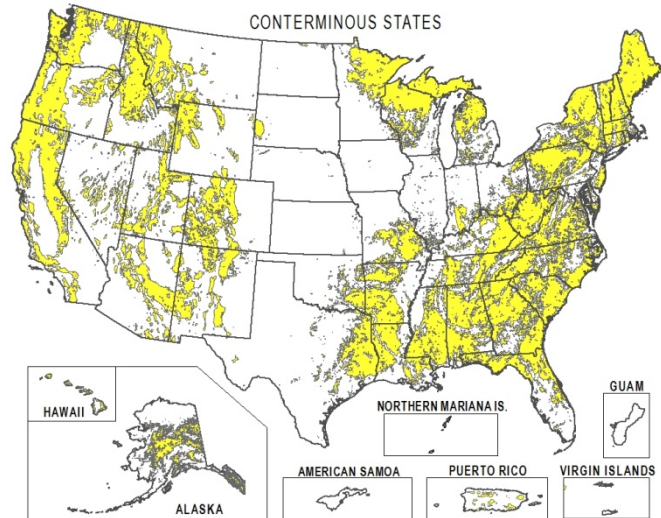 CONTERMINOUS STATES
HAWAII
ALASKA
NORTHERN MARIANA IS.
GUAM
AMERICAN SAMOA
PUERTO RICO
VIRGIN ISLANDS